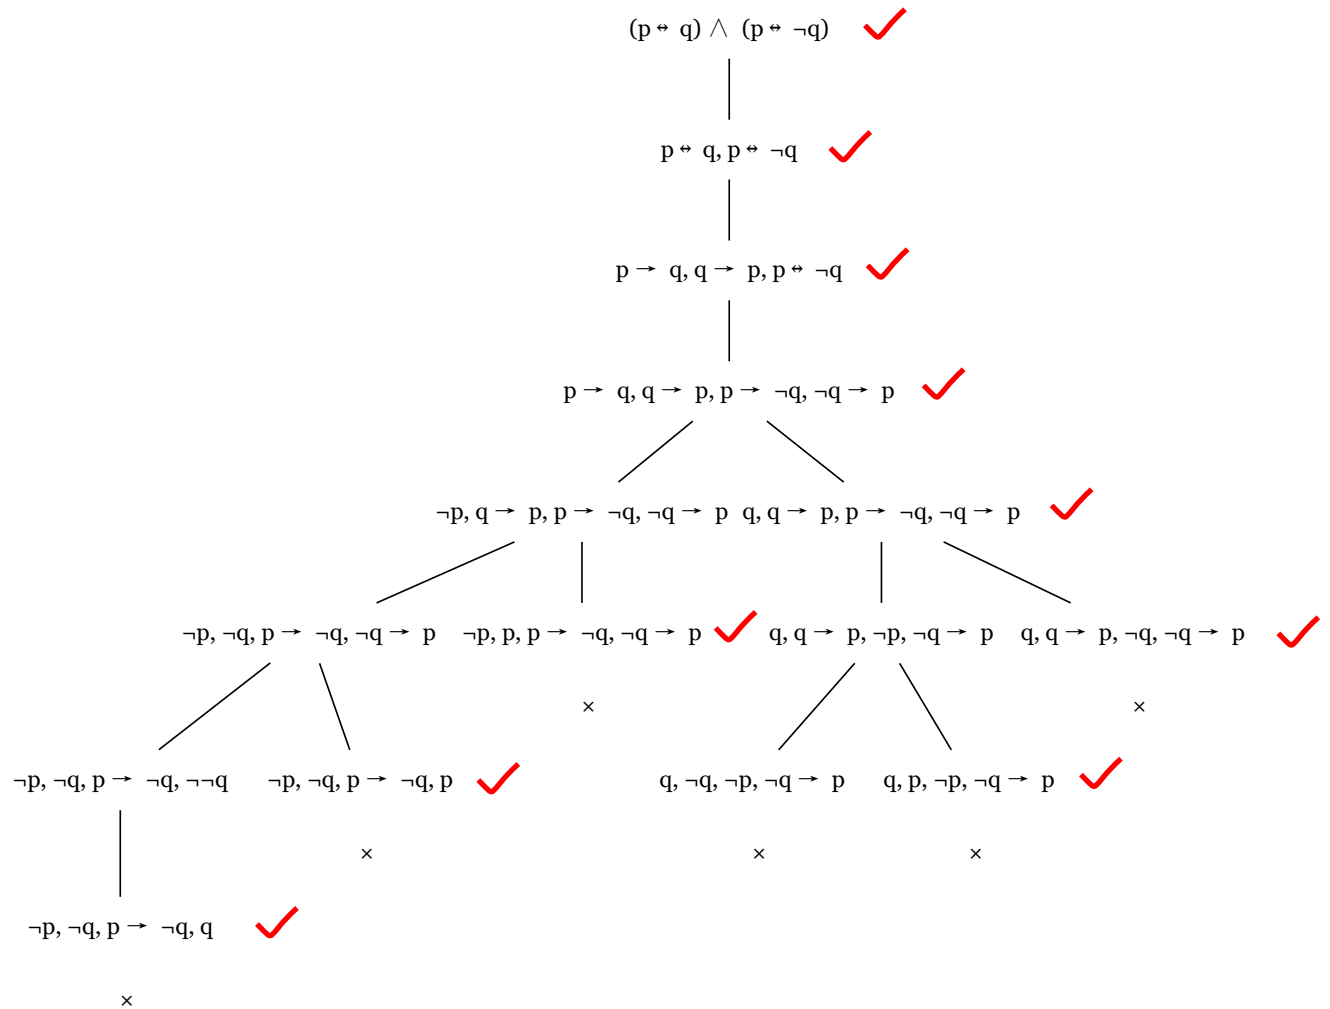 (p ↔ q) ∧ (p ↔ ¬q)
p ↔ q, p ↔ ¬q
p → q, q → p, p ↔ ¬q
p → q, q → p, p → ¬q, ¬q → p
¬p, q → p, p → ¬q, ¬q → p q, q → p, p → ¬q, ¬q → p
¬p, ¬q, p → ¬q, ¬q → p ¬p, p, p → ¬q, ¬q → p q, q → p, ¬p, ¬q → p q, q → p, ¬q, ¬q → p
× ×
¬p, ¬q, p → ¬q, ¬¬q ¬p, ¬q, p → ¬q, p q, ¬q, ¬p, ¬q → p q, p, ¬p, ¬q → p
× × ×
¬p, ¬q, p → ¬q, q
×